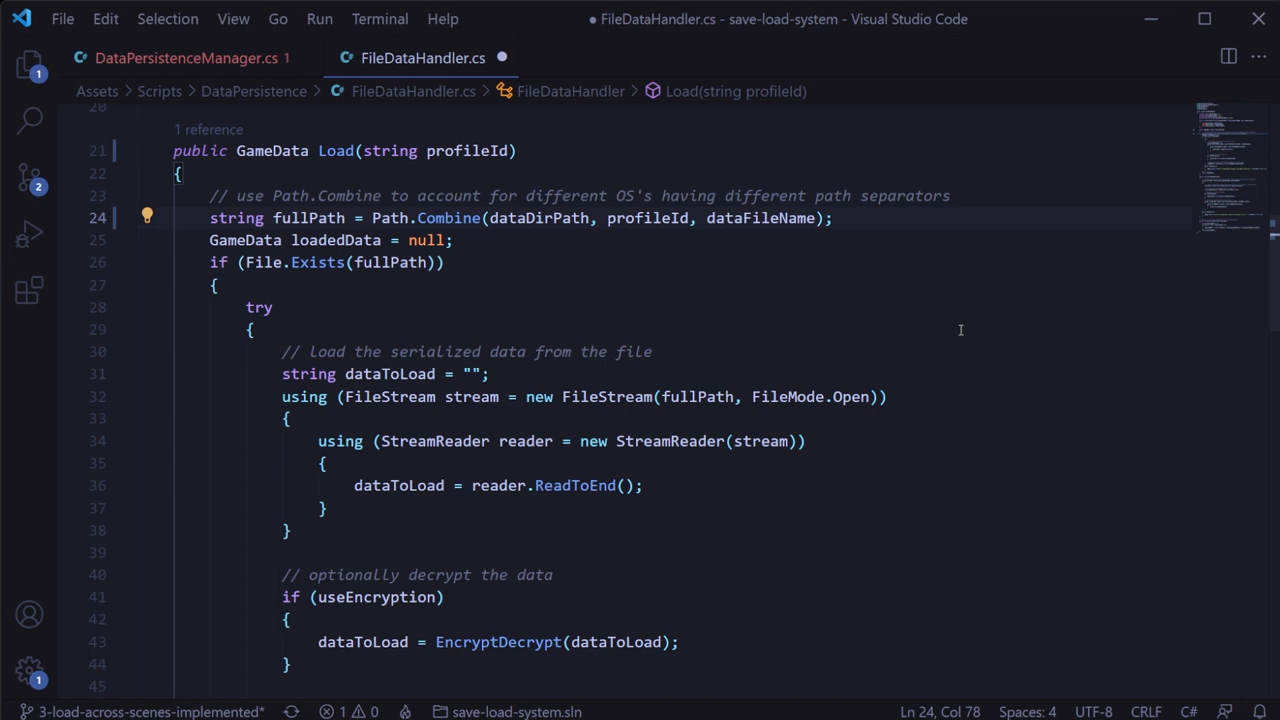 File Edit Selection View Go Run Terminal Help ● FileDataHandler.cs - save-load-system - Visual Studio Code
DataPersistenceManager.cs 1 FileDataHandler.cs
Assets > Scripts > DataPersistence > FileDataHandler.cs > FileDataHandler > Load(string profileId)
1
2
1
20
1 reference
21 public GameData Load(string profileId)
22 {
23 // use Path.Combine to account for different OS's having different path separators
24 string fullPath = Path.Combine(dataDirPath, profileId, dataFileName);
25 GameData loadedData = null;
26 if (File.Exists(fullPath))
27 {
28 try
29 {
30 // load the serialized data from the file
31 string dataToLoad = "";
32 using (FileStream stream = new FileStream(fullPath, FileMode.Open))
33 {
34 using (StreamReader reader = new StreamReader(stream))
35 {
36 dataToLoad = reader.ReadToEnd();
37 }
38 }
39
40 // optionally decrypt the data
41 if (useEncryption)
42 {
43 dataToLoad = EncryptDecrypt(dataToLoad);
44 }
45
3-load-across-scenes-implemented* 1 0 save-load-system.sln Ln 24, Col 78 Spaces: 4 UTF-8 CRLF C#